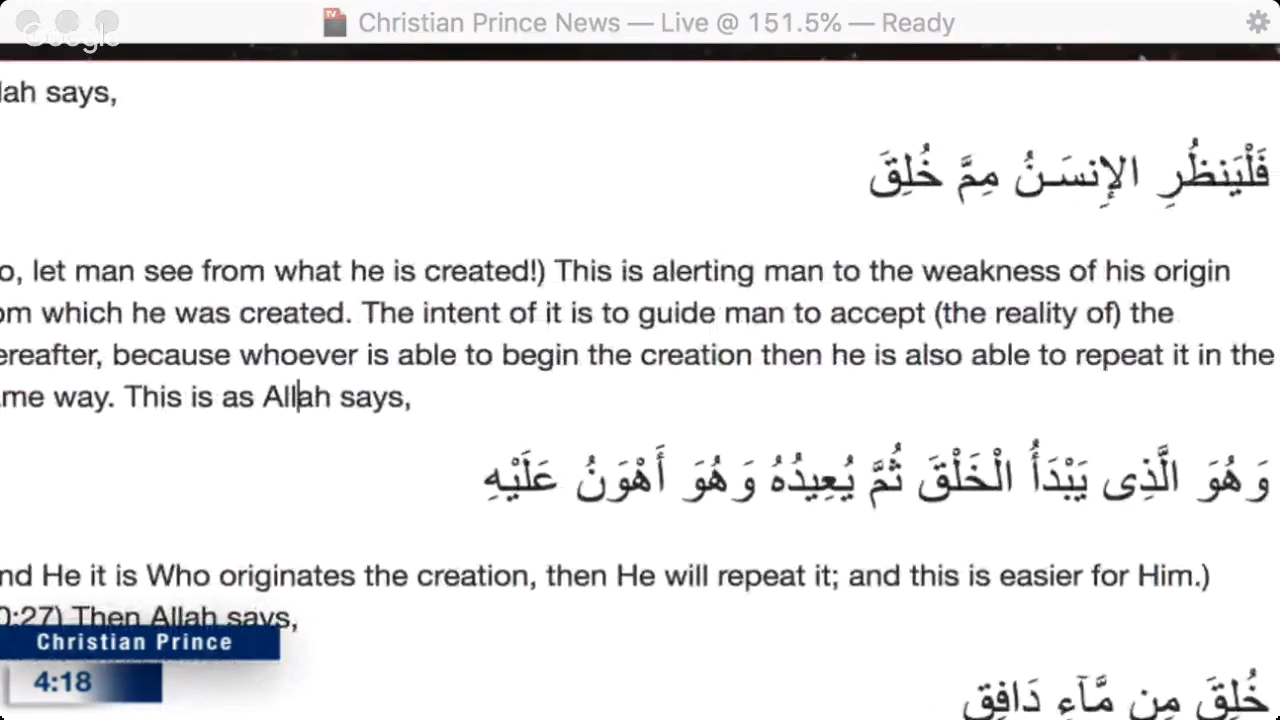 Christian Prince News — Live @ 151.5% — Ready
Google
lah says,
فَلْيَنظُرِ الإِنسَـنُ مِمَّ خُلِقَ
o, let man see from what he is created!) This is alerting man to the weakness of his origin
om which he was created. The intent of it is to guide man to accept (the reality of) the
ereafter, because whoever is able to begin the creation then he is also able to repeat it in the
me way. This is as Allah says,
وَهُوَ الَّذِى يَبْدَأُ الْخَلْقَ ثُمَّ يُعِيدُهُ وَهُوَ أَهْوَنُ عَلَيْهِ
nd He it is Who originates the creation, then He will repeat it; and this is easier for Him.)
0:27) Then Allah says,
Christian Prince
4:18
خُلِقَ مِن مَّآءٍ دَافِقٍ